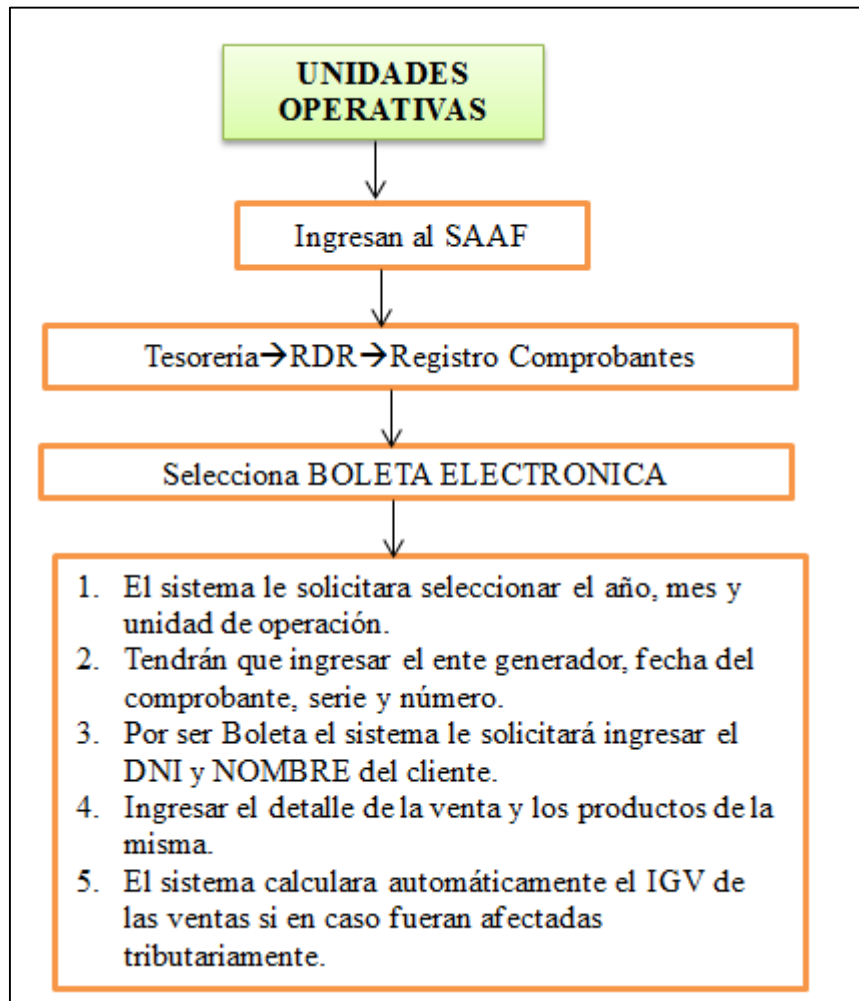 UNIDADES
OPERATIVAS
Ingresan al SAAF
Tesorería→RDR→Registro Comprobantes
Selecciona BOLETA ELECTRONICA
1. El sistema le solicitara seleccionar el año, mes y
unidad de operación.
2. Tendrán que ingresar el ente generador, fecha del
comprobante, serie y número.
3. Por ser Boleta el sistema le solicitará ingresar el
DNI y NOMBRE del cliente.
4. Ingresar el detalle de la venta y los productos de la
misma.
5. El sistema calculara automáticamente el IGV de
las ventas si en caso fueran afectadas
tributariamente.